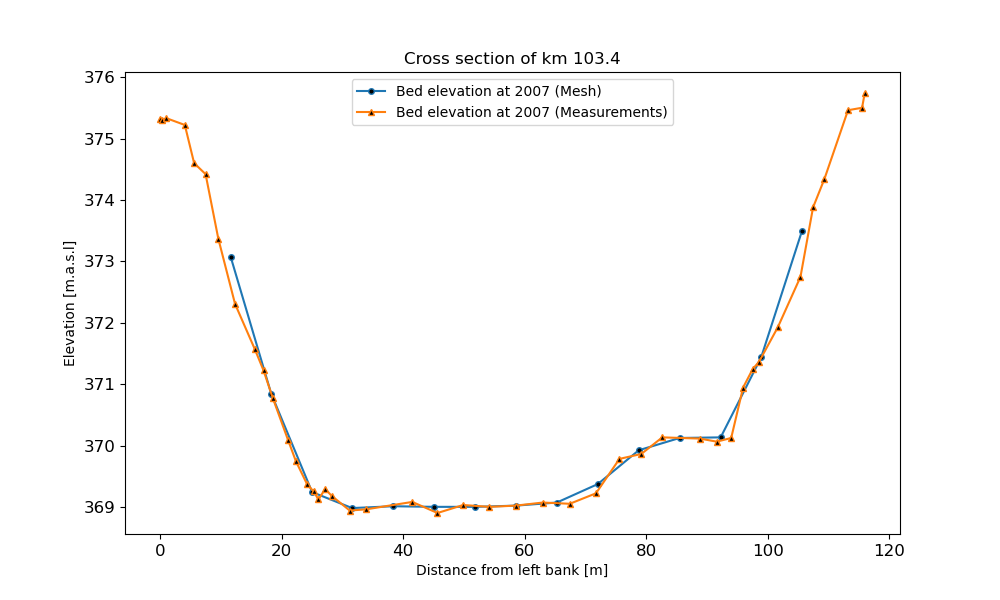 Cross section of km 103.4
Bed elevation at 2007 (Mesh)
Bed elevation at 2007 (Measurements)
376
375
374
373
372
371
370
369
Elevation [m.a.s.l]
0 20 40 60 80 100 120
Distance from left bank [m]